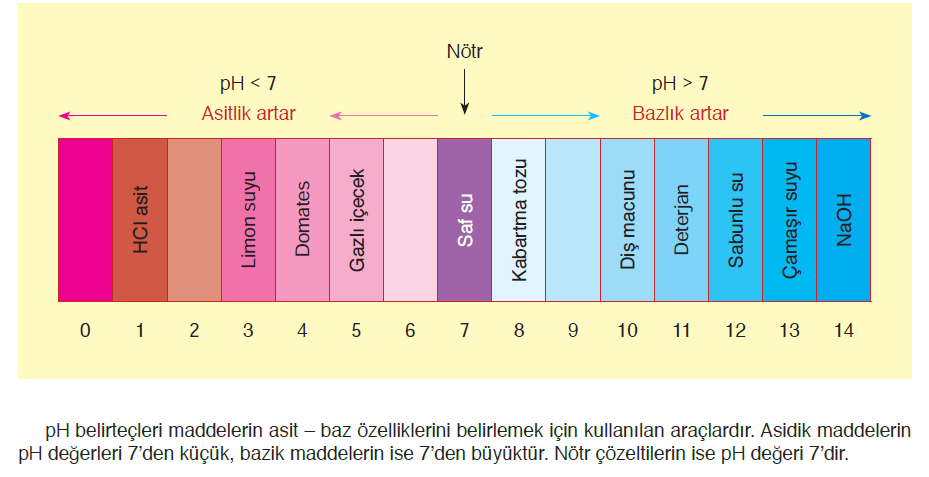 Nötr
pH < 7
pH > 7
Asitlik artar
Bazlık artar
HCl asit
Limon suyu
Domates
Gazlı içecek
Saf su
Kabartma tozu
Diş macunu
Deterjan
Sabunlu su
Çamaşır suyu
NaOH
0 1 2 3 4 5 6 7 8 9 10 11 12 13 14
pH belirteçleri maddelerin asit – baz özelliklerini belirlemek için kullanılan araçlardır. Asidik maddelerin
pH değerleri 7’den küçük, bazik maddelerin ise 7’den büyüktür. Nötr çözeltilerin ise pH değeri 7’dir.